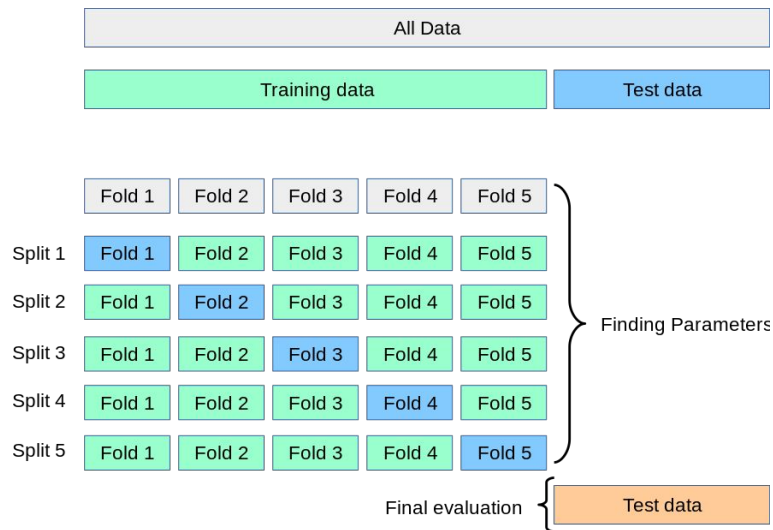 All Data
Training data Test data
Fold 1 Fold 2 Fold 3 Fold 4 Fold 5
Split 1 Fold 1 Fold 2 Fold 3 Fold 4 Fold 5
Split 2 Fold 1 Fold 2 Fold 3 Fold 4 Fold 5
Finding Parameters
Split 3 Fold 1 Fold 2 Fold 3 Fold 4 Fold 5
Split 4 Fold 1 Fold 2 Fold 3 Fold 4 Fold 5
Split 5 Fold 1 Fold 2 Fold 3 Fold 4 Fold 5
Final evaluation Test data